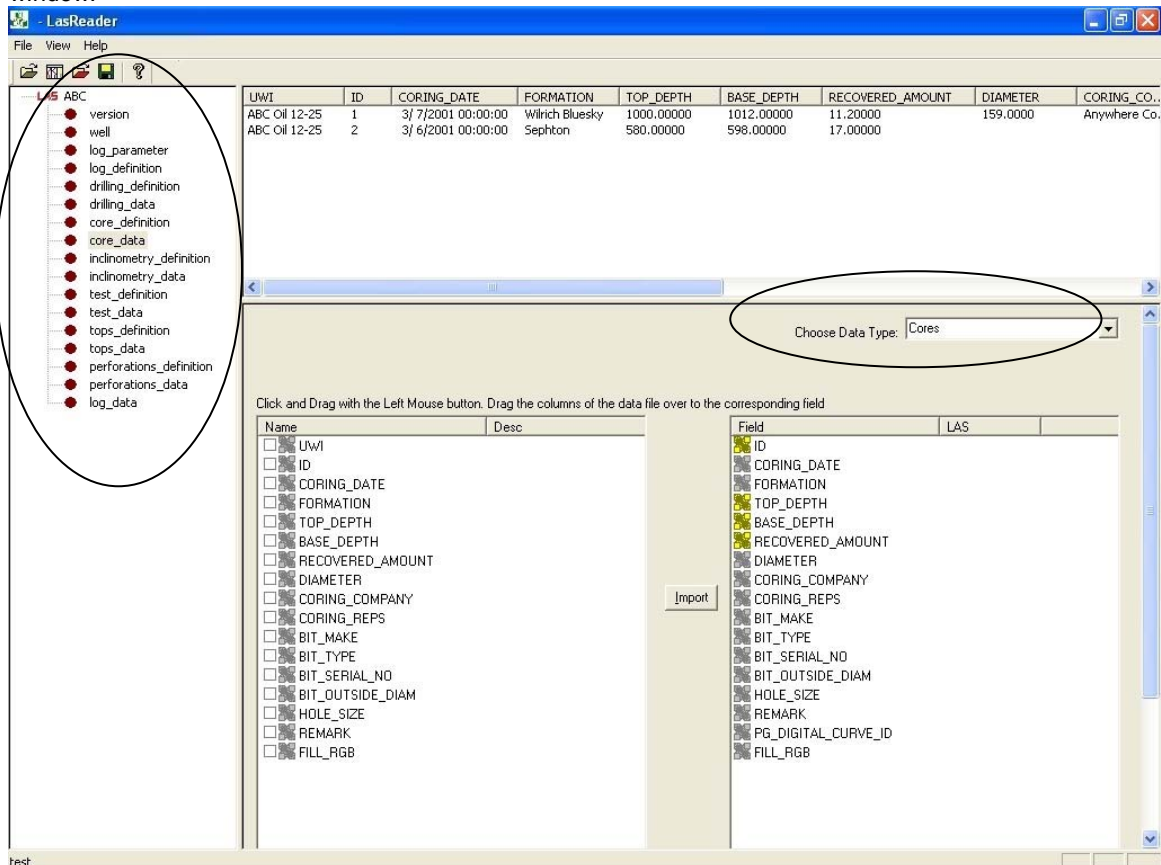 - LasReader
File View Help
LAS ABC
version
well
log_parameter
log_definition
drilling_definition
drilling_data
core_definition
core_data
inclinometry_definition
inclinometry_data
test_definition
test_data
tops_definition
tops_data
perforations_definition
perforations_data
log_data
UWI ID CORING_DATE FORMATION TOP_DEPTH BASE_DEPTH RECOVERED_AMOUNT DIAMETER CORING_CO..
ABC Oil 12-25 1 3/ 7/2001 00:00:00 Wilrich Bluesky 1000.00000 1012.00000 11.20000 159.0000 Anywhere Co.
ABC Oil 12-25 2 3/ 6/2001 00:00:00 Sephton 580.00000 598.00000 17.00000
Choose Data Type: Cores
Click and Drag with the Left Mouse button. Drag the columns of the data file over to the corresponding field
Name Desc
UWI
ID
CORING_DATE
FORMATION
TOP_DEPTH
BASE_DEPTH
RECOVERED_AMOUNT
DIAMETER
CORING_COMPANY
CORING_REPS
BIT_MAKE
BIT_TYPE
BIT_SERIAL_NO
BIT_OUTSIDE_DIAM
HOLE_SIZE
REMARK
FILL_RGB
Import
Field LAS
ID
CORING_DATE
FORMATION
TOP_DEPTH
BASE_DEPTH
RECOVERED_AMOUNT
DIAMETER
CORING_COMPANY
CORING_REPS
BIT_MAKE
BIT_TYPE
BIT_SERIAL_NO
BIT_OUTSIDE_DIAM
HOLE_SIZE
REMARK
PG_DIGITAL_CURVE_ID
FILL_RGB
test